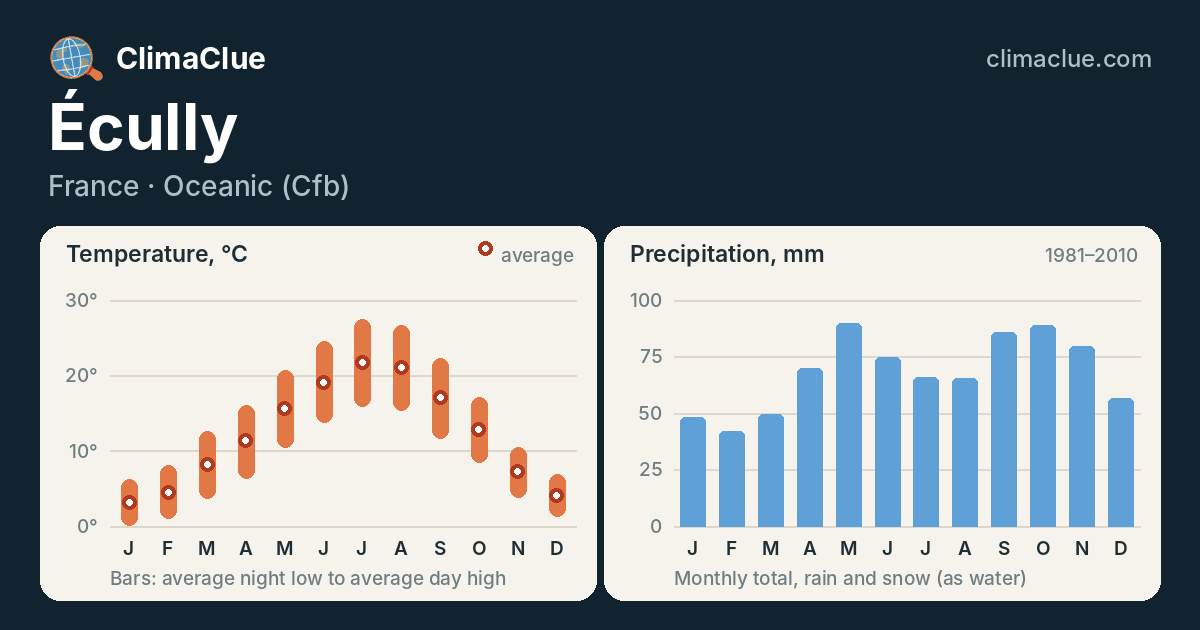 ClimaClue
climaclue.com
Écully
France · Oceanic (Cfb)
Temperature, °C
average
30°
20°
10°
0°
J F M A M J J A S O N D
Bars: average night low to average day high
Precipitation, mm
1981–2010
100
75
50
25
0
J F M A M J J A S O N D
Monthly total, rain and snow (as water)